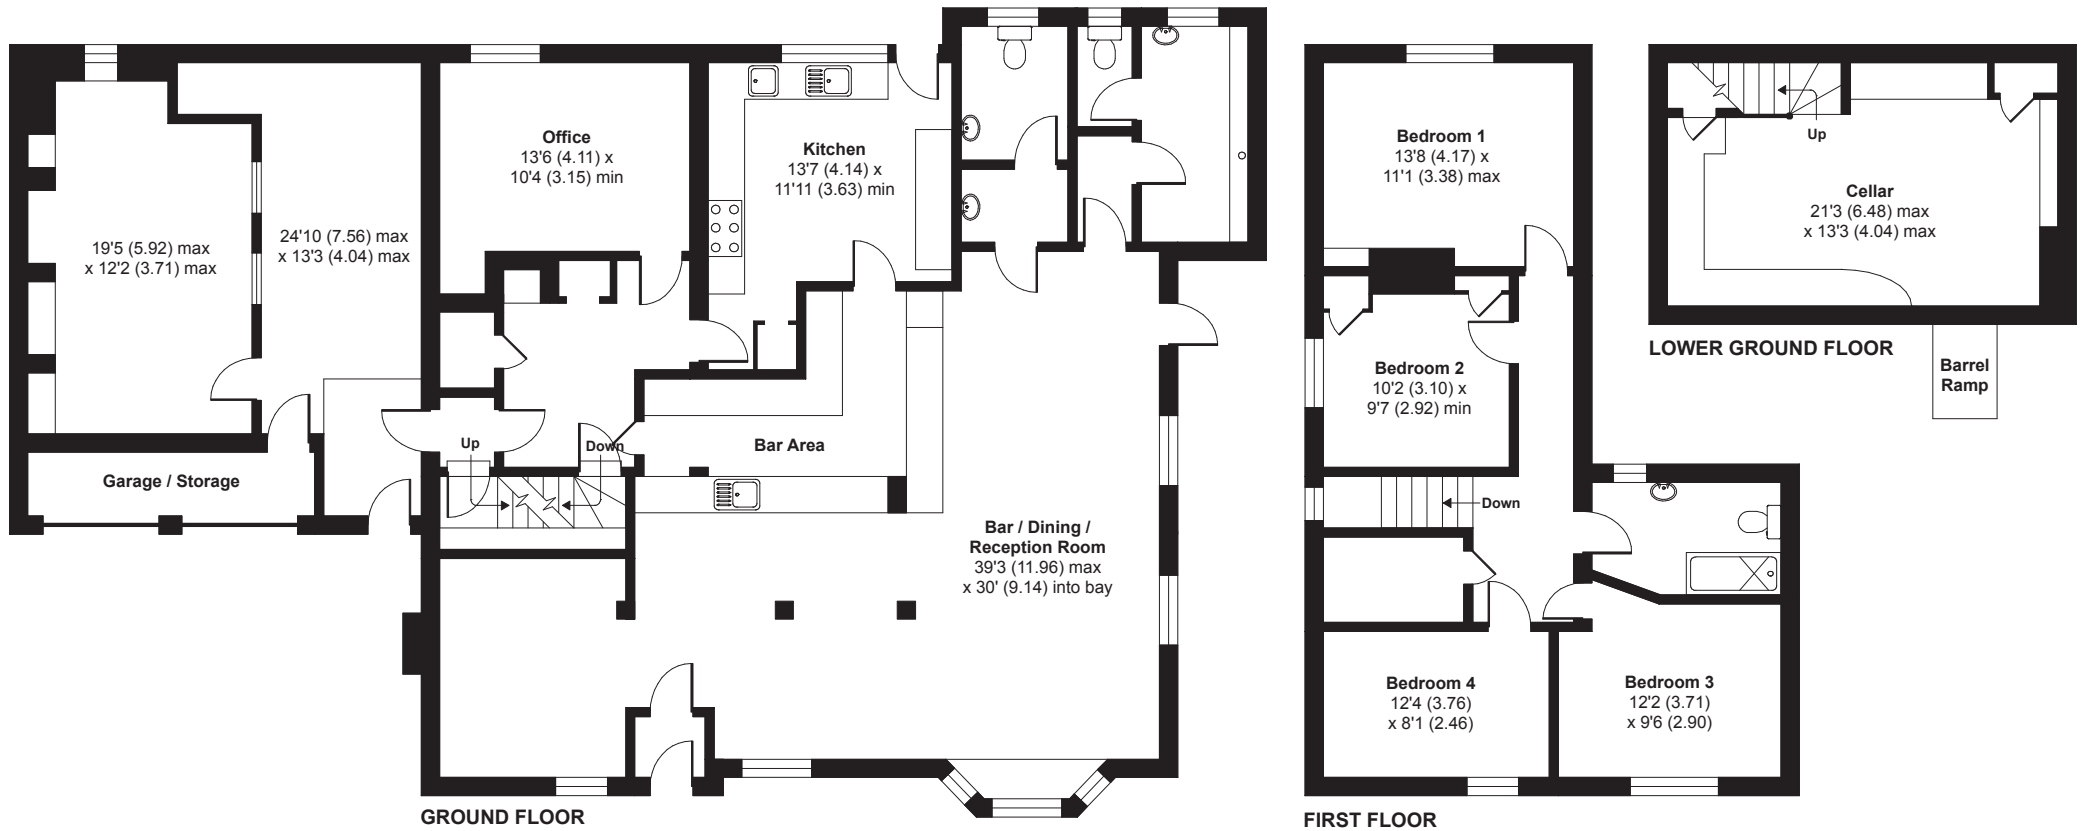 19'5 (5.92) max
x 12'2 (3.71) max
24'10 (7.56) max
x 13'3 (4.04) max
Garage / Storage
Office
13'6 (4.11) x
10'4 (3.15) min
Kitchen
13'7 (4.14) x
11'11 (3.63) min
Up
Down
Bar Area
Bar / Dining /
Reception Room
39'3 (11.96) max
x 30' (9.14) into bay
GROUND FLOOR
Bedroom 1
13'8 (4.17) x
11'1 (3.38) max
Bedroom 2
10'2 (3.10) x
9'7 (2.92) min
Down
Bedroom 4
12'4 (3.76)
x 8'1 (2.46)
Bedroom 3
12'2 (3.71)
x 9'6 (2.90)
FIRST FLOOR
Up
Cellar
21'3 (6.48) max
x 13'3 (4.04) max
LOWER GROUND FLOOR
Barrel
Ramp